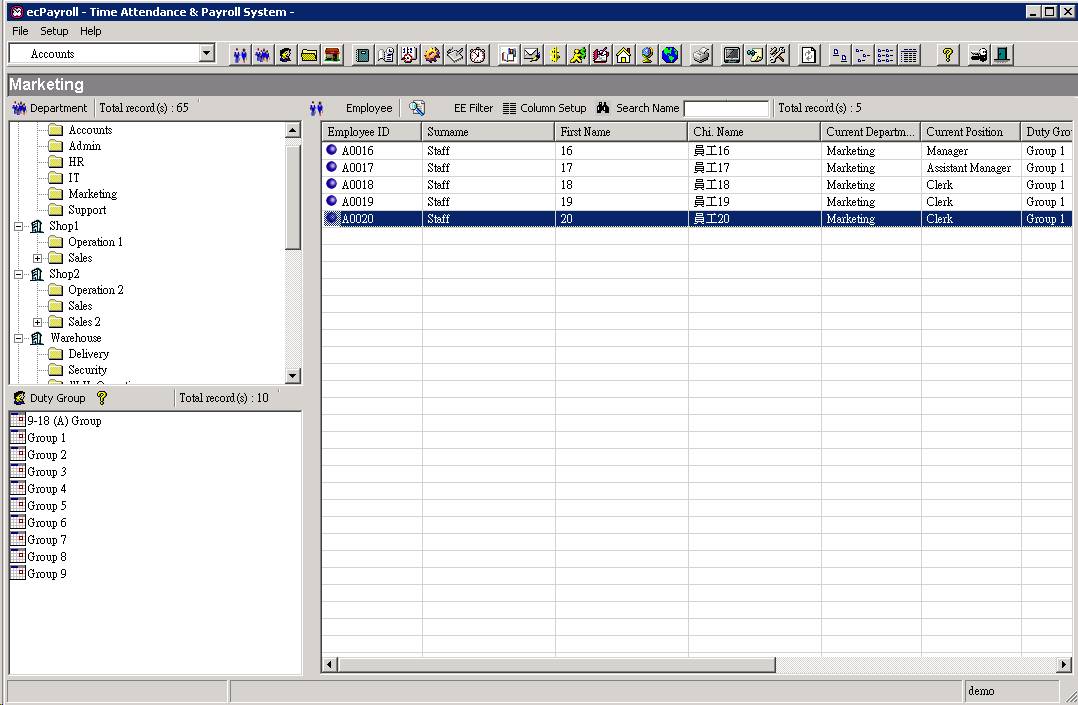 ecPayroll - Time Attendance & Payroll System -
File Setup Help
Accounts
Marketing
Department Total record(s) : 65
Employee EE Filter Column Setup Search Name Total record(s) : 5
Accounts
Admin
HR
IT
Marketing
Support
Shop1
Operation 1
Sales
Shop2
Operation 2
Sales
Sales 2
Warehouse
Delivery
Security
Duty Group Total record(s) : 10
9-18 (A) Group
Group 1
Group 2
Group 3
Group 4
Group 5
Group 6
Group 7
Group 8
Group 9
Employee ID Surname First Name Chi. Name Current Departm... Current Position Duty Gro
A0016 Staff 16 員工16 Marketing Manager Group 1
A0017 Staff 17 員工17 Marketing Assistant Manager Group 1
A0018 Staff 18 員工18 Marketing Clerk Group 1
A0019 Staff 19 員工19 Marketing Clerk Group 1
A0020 Staff 20 員工20 Marketing Clerk Group 1
demo